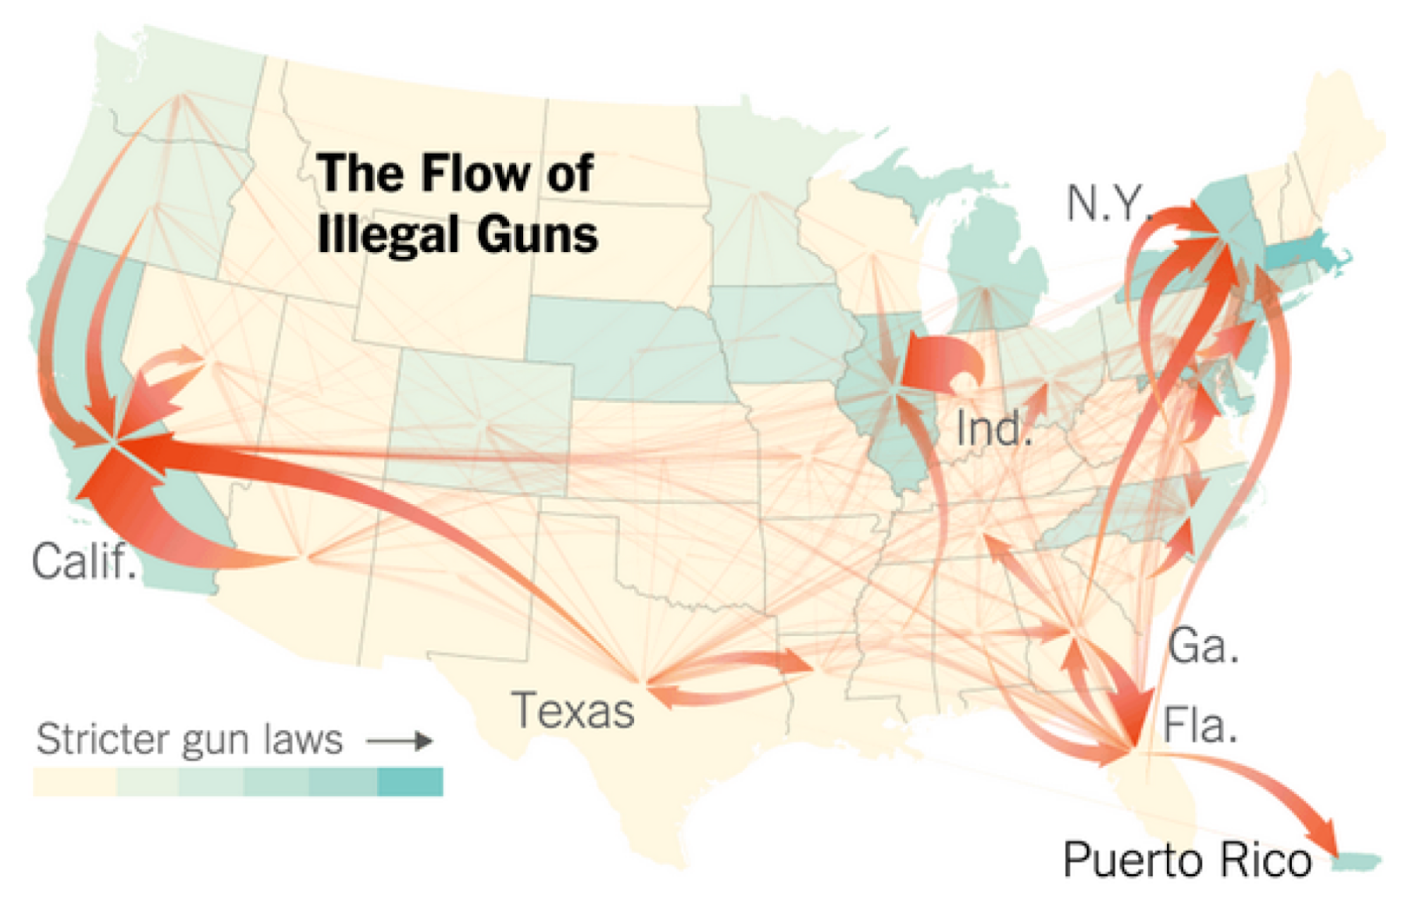 The Flow of
Illegal Guns
N.Y.
Ind.
Calif.
Texas
Ga.
Fla.
Stricter gun laws
Puerto Rico